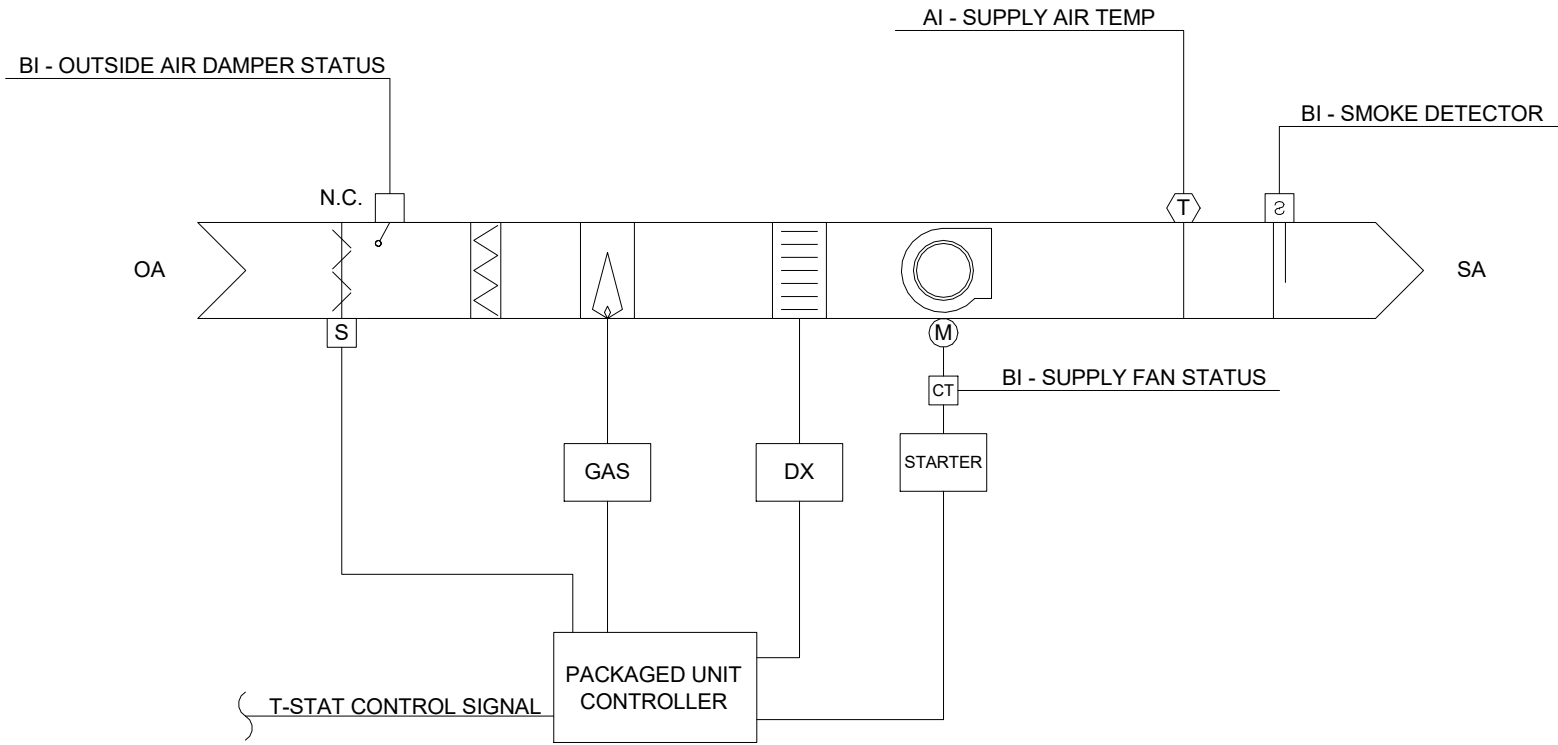 AI - SUPPLY AIR TEMP
BI - OUTSIDE AIR DAMPER STATUS
BI - SMOKE DETECTOR
N.C.
T
S
OA
SA
S
M
CT
BI - SUPPLY FAN STATUS
GAS
DX
STARTER
PACKAGED UNIT
CONTROLLER
T-STAT CONTROL SIGNAL